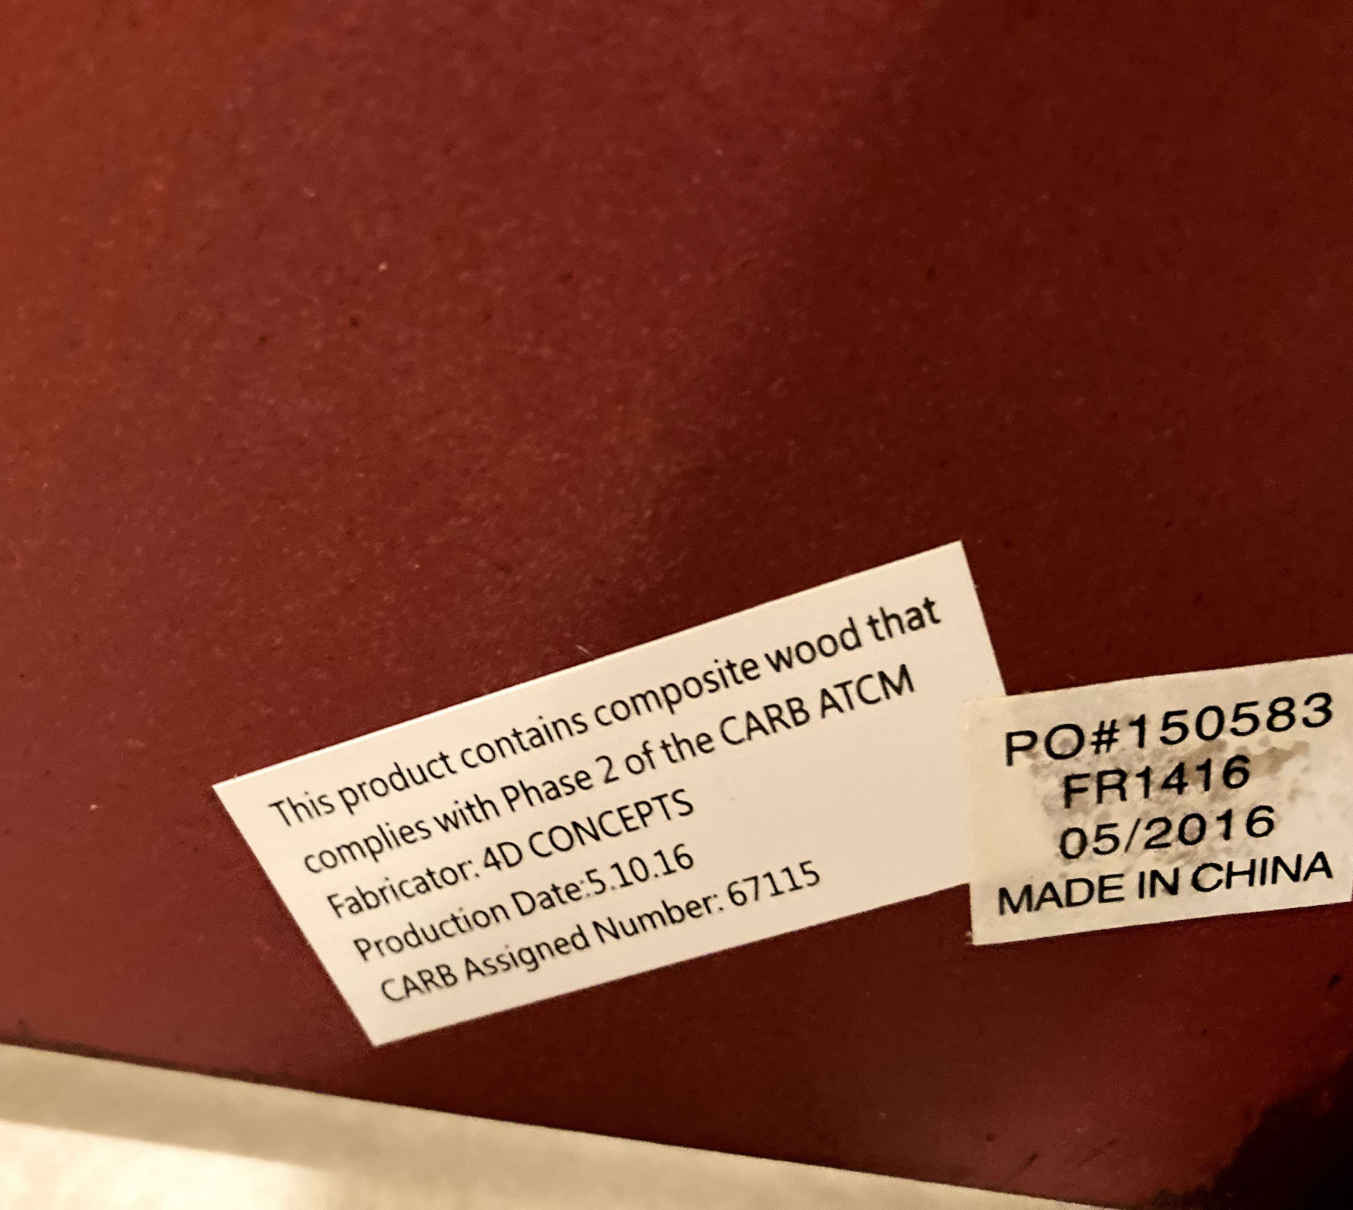 This product contains composite wood that
complies with Phase 2 of the CARB ATCM
Fabricator: 4D CONCEPTS
Production Date:5.10.16
CARB Assigned Number: 67115
PO#150583
FR1416
05/2016
MADE IN CHINA